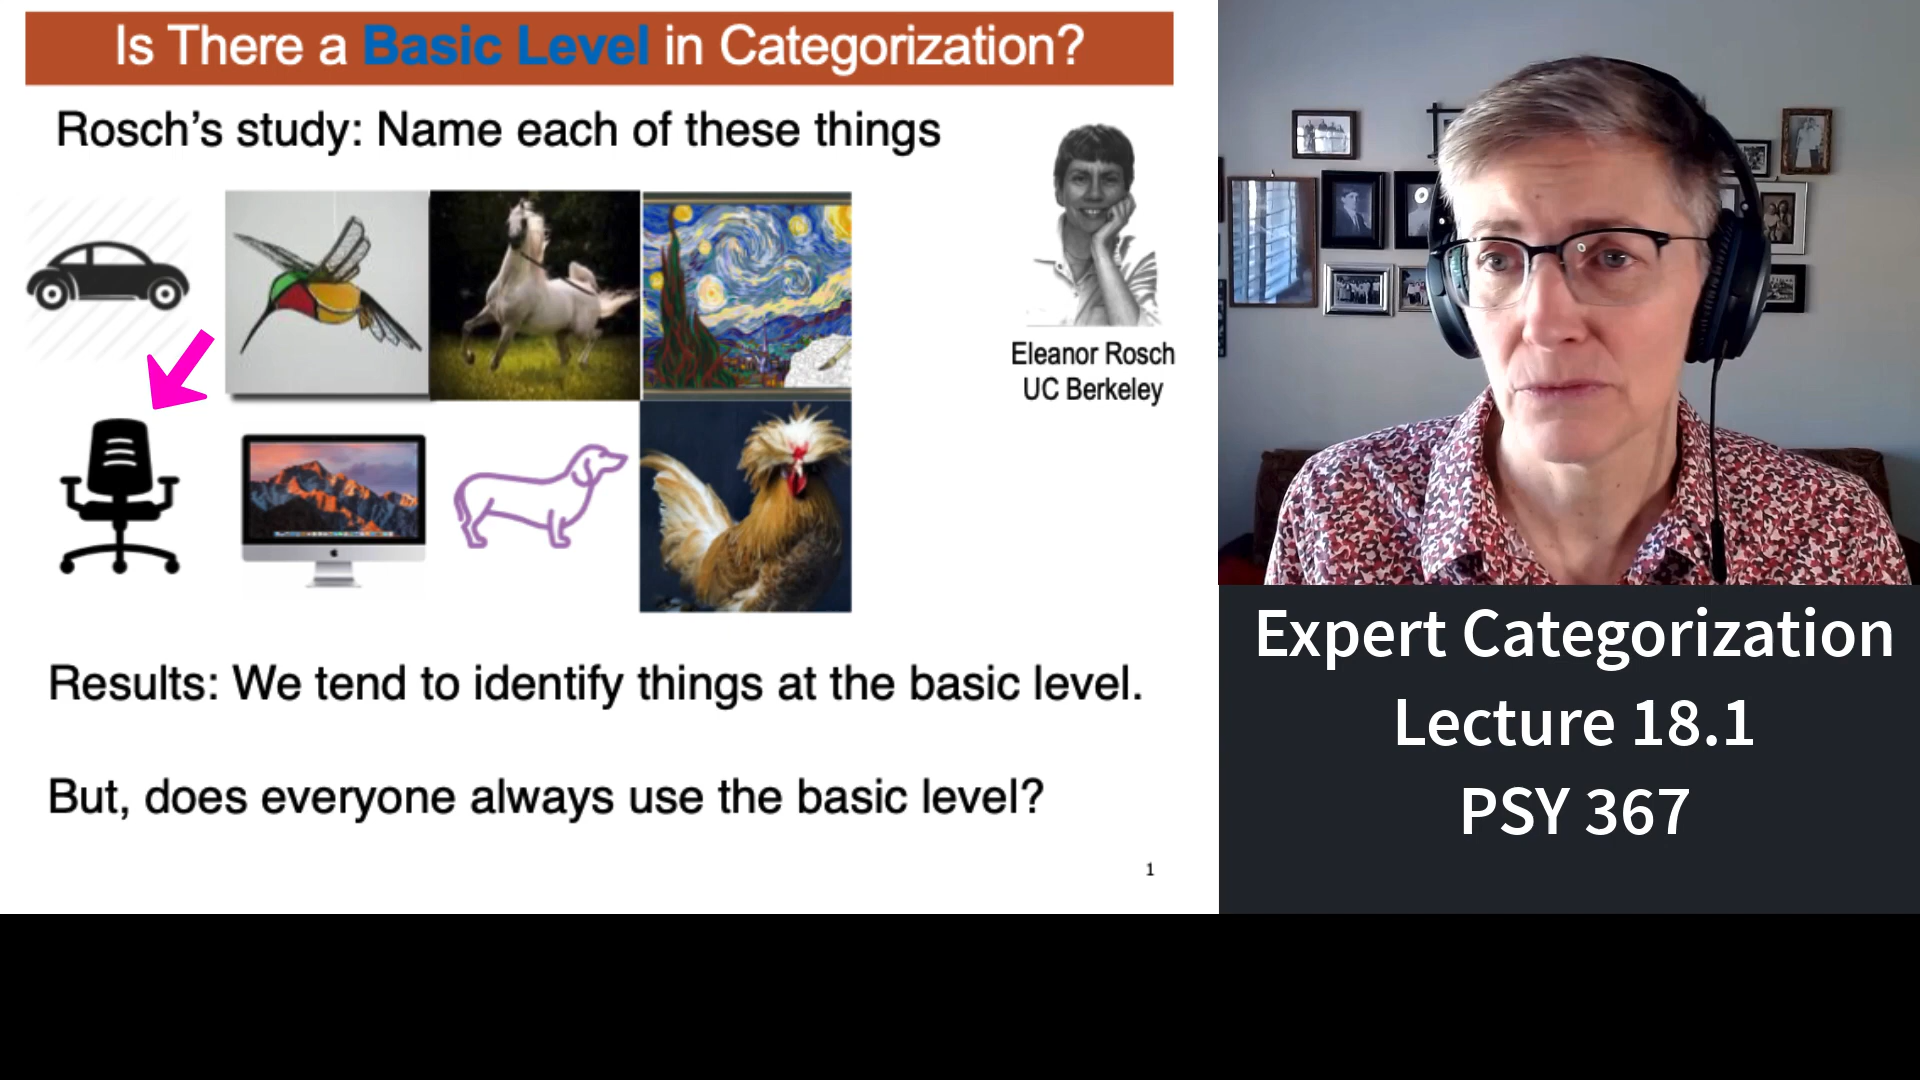 Is There a Basic Level in Categorization?
Rosch’s study: Name each of these things
Eleanor Rosch
UC Berkeley
Results: We tend to identify things at the basic level.
But, does everyone always use the basic level?
1
Expert Categorization
Lecture 18.1
PSY 367